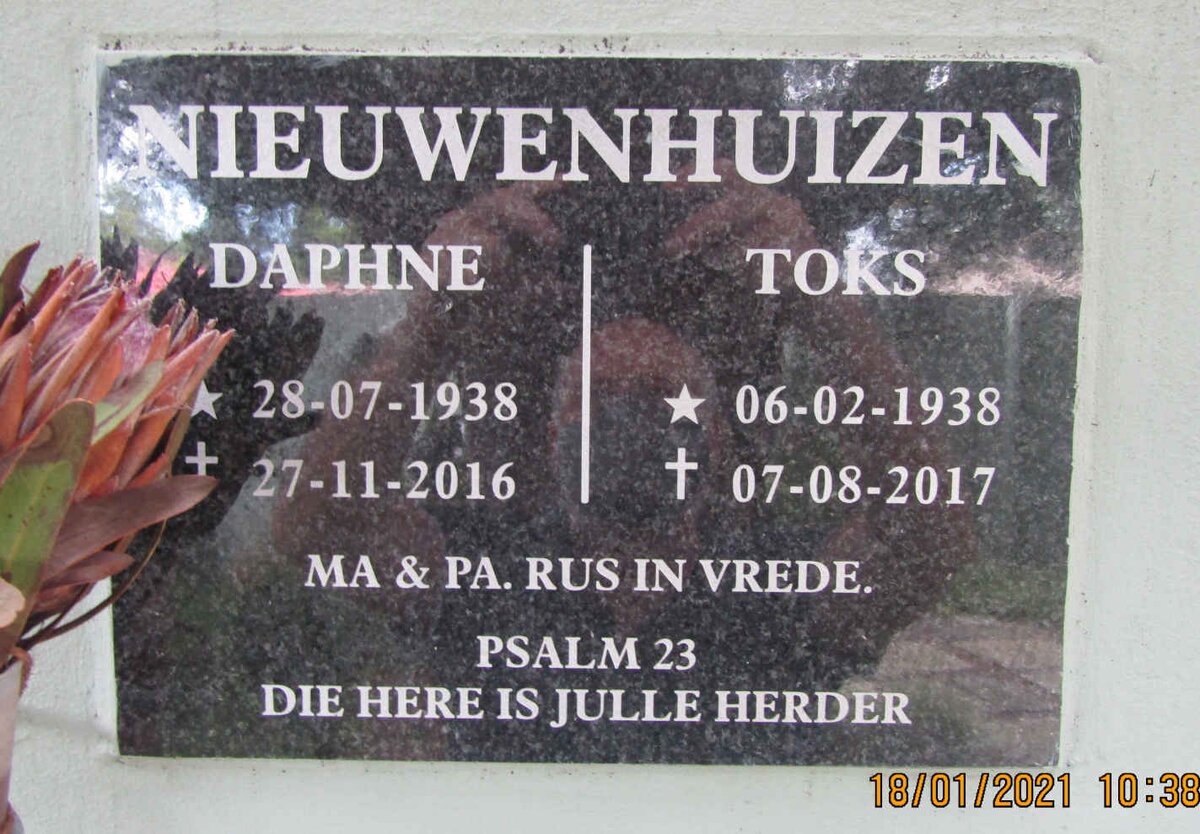 NIEUWENHUIZEN
DAPHNE
★ 28-07-1938
✝ 27-11-2016
TOKS
★ 06-02-1938
✝ 07-08-2017
MA & PA. RUS IN VREDE.
PSALM 23
DIE HERE IS JULLE HERDER
18/01/2021 10:38